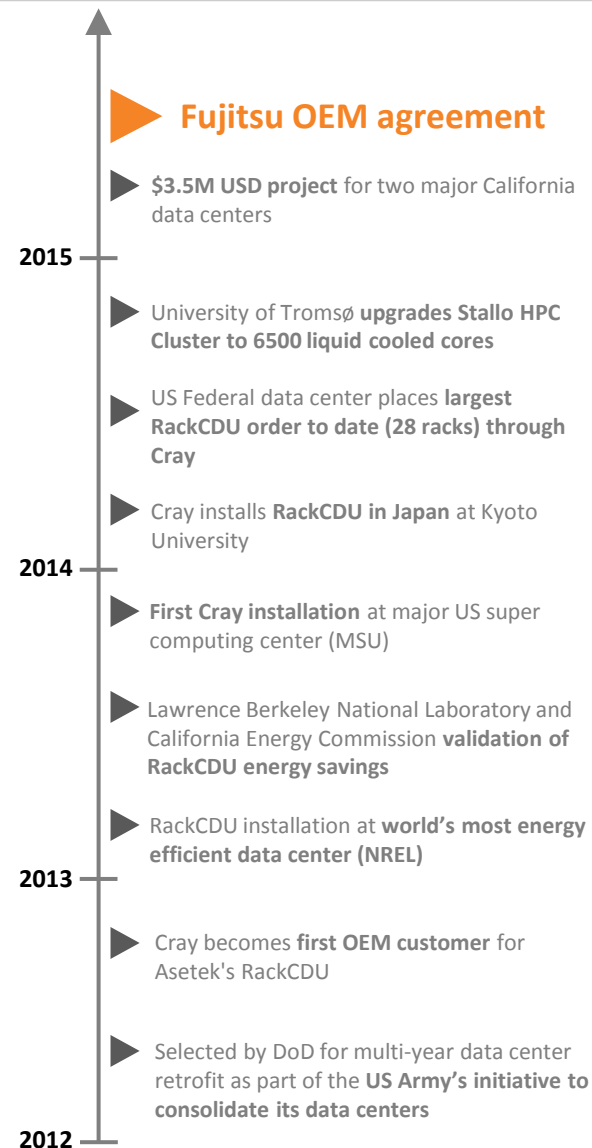 Fujitsu OEM agreement
$3.5M USD project for two major California
data centers
2015
University of Tromsø upgrades Stallo HPC
Cluster to 6500 liquid cooled cores
US Federal data center places largest
RackCDU order to date (28 racks) through
Cray
Cray installs RackCDU in Japan at Kyoto
University
2014
First Cray installation at major US super
computing center (MSU)
Lawrence Berkeley National Laboratory and
California Energy Commission validation of
RackCDU energy savings
RackCDU installation at world’s most energy
efficient data center (NREL)
2013
Cray becomes first OEM customer for
Asetek's RackCDU
Selected by DoD for multi-year data center
retrofit as part of the US Army’s initiative to
consolidate its data centers
2012